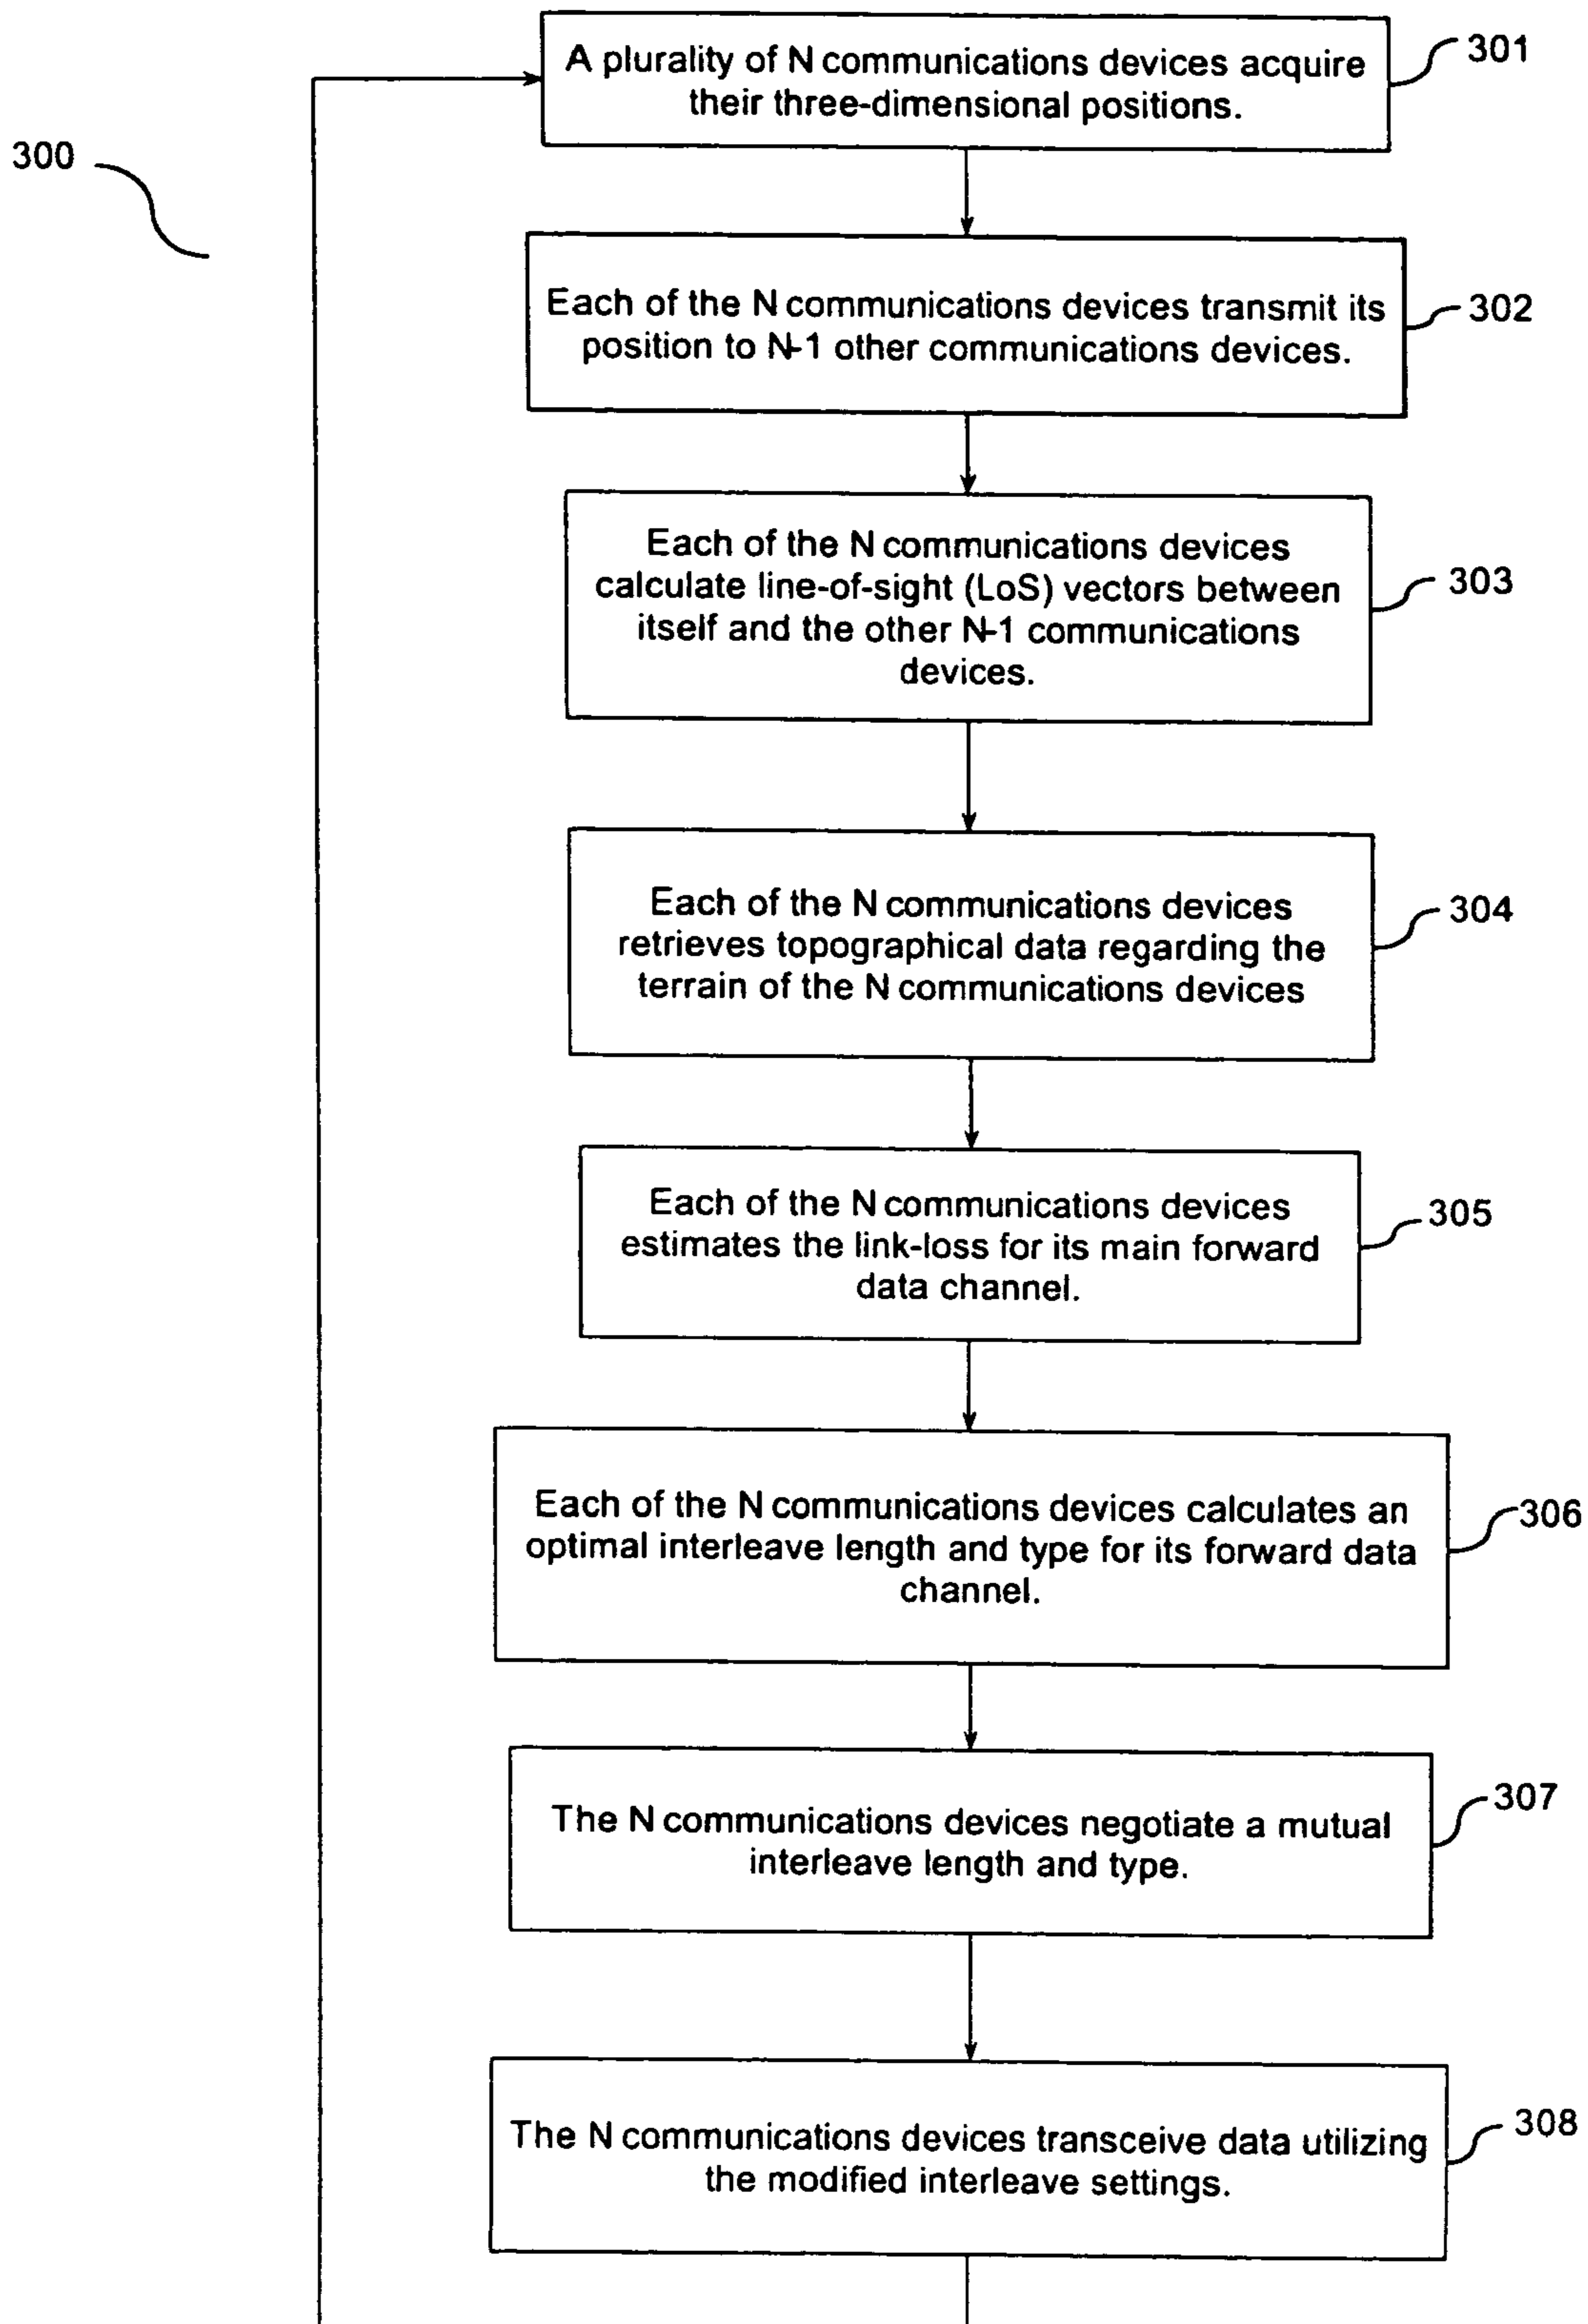 A plurality of N communications devices acquire
their three-dimensional positions.
301
300
Each of the N communications devices transmit its
position to N-1 other communications devices.
302
Each of the N communications devices
calculate line-of-sight (LoS) vectors between
itself and the other N-1 communications
devices.
303
Each of the N communications devices
retrieves topographical data regarding the
terrain of the N communications devices
304
Each of the N communications devices
estimates the link-loss for its main forward
data channel.
305
Each of the N communications devices calculates an
optimal interleave length and type for its forward data
channel.
306
The N communications devices negotiate a mutual
interleave length and type.
307
The N communications devices transceive data utilizing
the modified interleave settings.
308